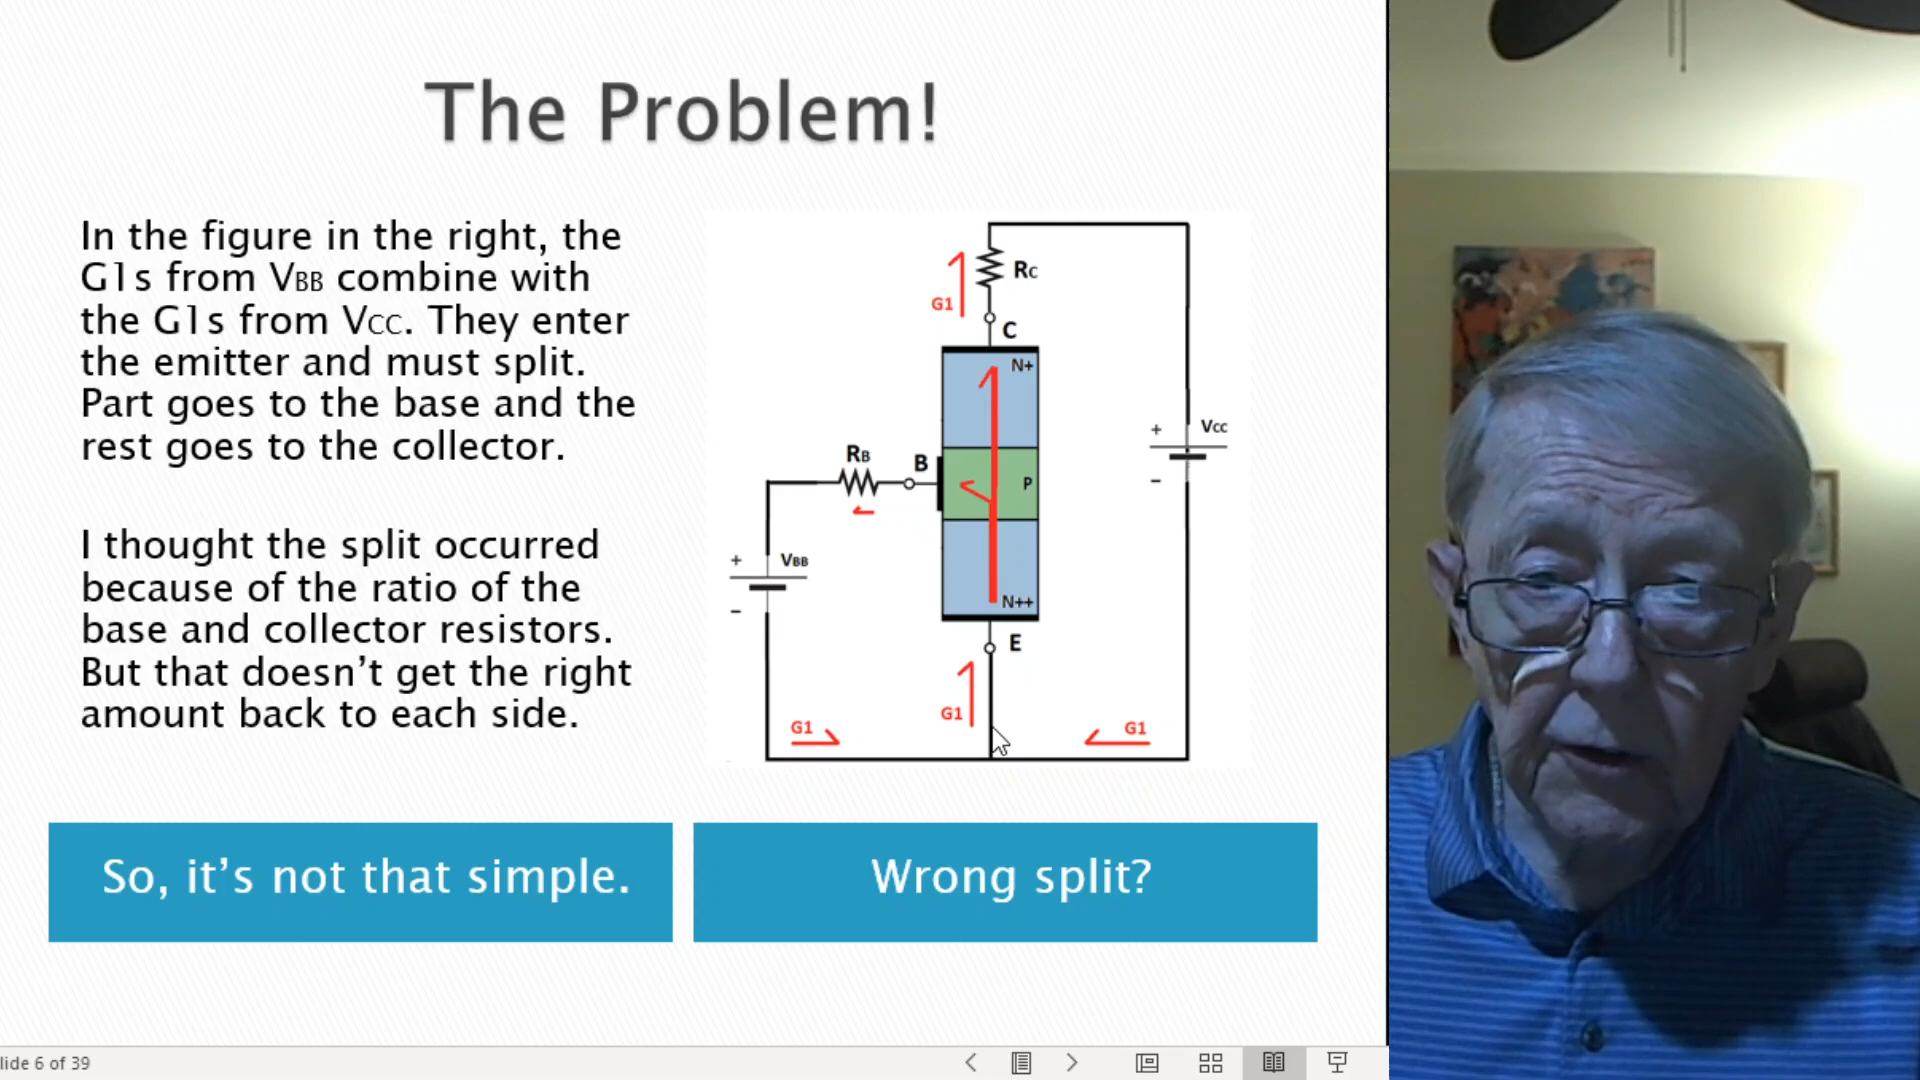 The Problem!
In the figure in the right, the
G1s from VBB combine with
the G1s from VCC. They enter
the emitter and must split.
Part goes to the base and the
rest goes to the collector.
I thought the split occurred
because of the ratio of the
base and collector resistors.
But that doesn't get the right
amount back to each side.
RC
G1
C
N+
+ VCC
-
RB
B
P
+ VBB
-
N++
E
G1
G1
G1
So, it's not that simple.
Wrong split?
lide 6 of 39